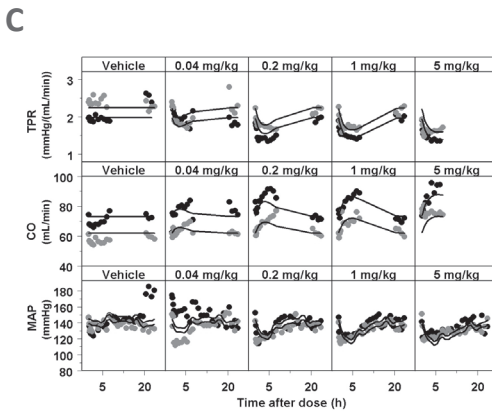 C
Vehicle 0.04 mg/kg 0.2 mg/kg 1 mg/kg 5 mg/kg
TPR
(mmHg/(mL/min))
3
2
1
Vehicle 0.04 mg/kg 0.2 mg/kg 1 mg/kg 5 mg/kg
CO
(mL/min)
100
80
60
40
Vehicle 0.04 mg/kg 0.2 mg/kg 1 mg/kg 5 mg/kg
MAP
(mmHg)
180
160
140
120
100
80
5 20 5 20 5 20 5 20 5 20
Time after dose (h)